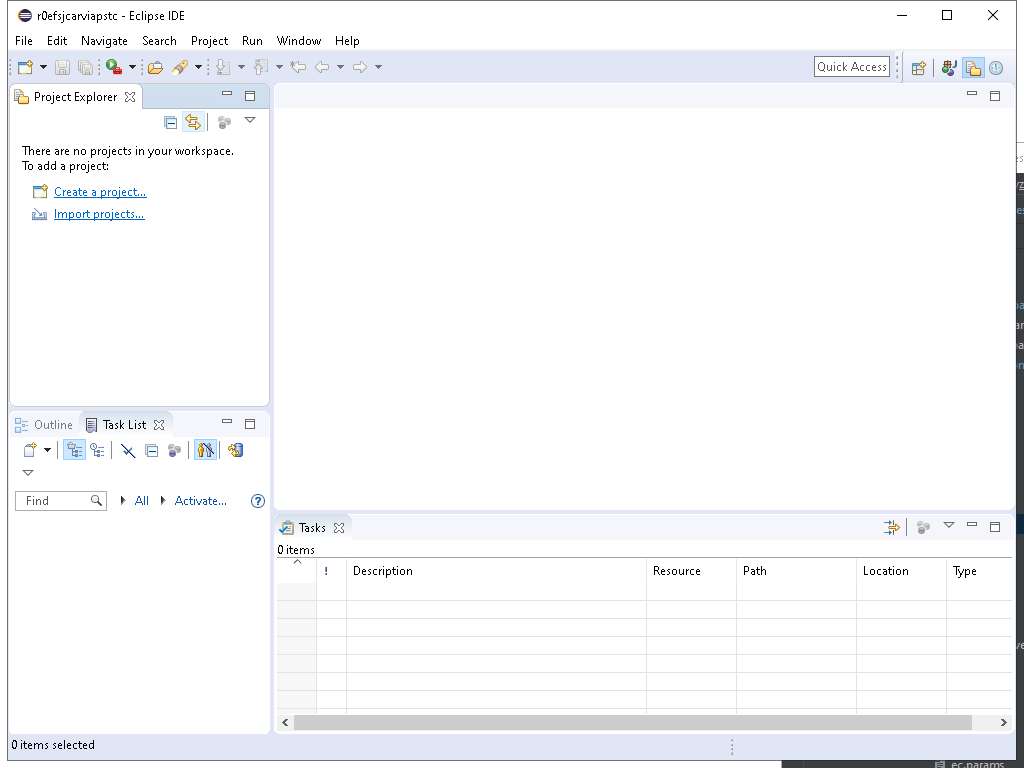 r0efsjcarviapstc - Eclipse IDE
File Edit Navigate Search Project Run Window Help
Quick Access
Project Explorer
There are no projects in your workspace.
To add a project:
Create a project...
Import projects...
Outline Task List
Find All Activate...
Tasks
0 items
! Description Resource Path Location Type
0 items selected
ec.params